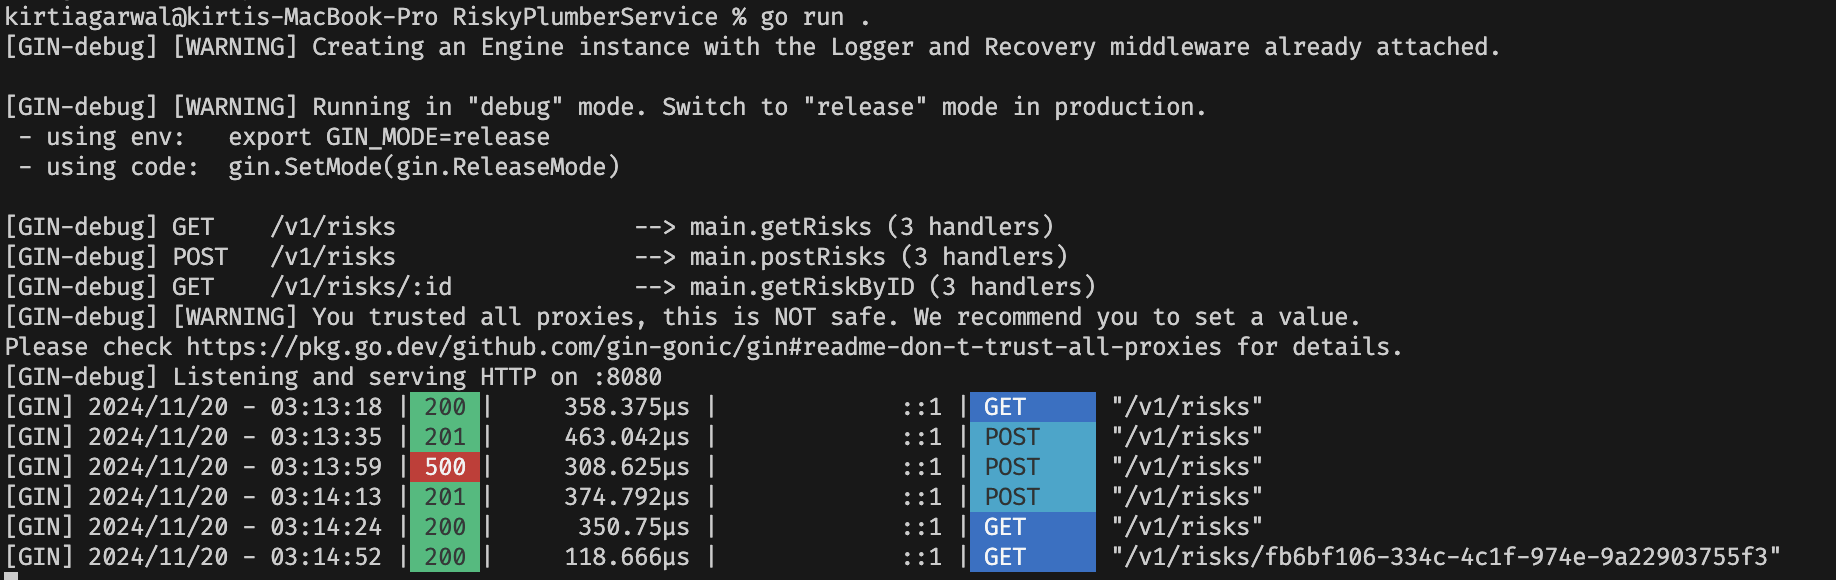 kirtiagarwal@kirtis-MacBook-Pro RiskyPlumberService % go run .
[GIN-debug] [WARNING] Creating an Engine instance with the Logger and Recovery middleware already attached.
[GIN-debug] [WARNING] Running in "debug" mode. Switch to "release" mode in production.
- using env:   export GIN_MODE=release
- using code:  gin.SetMode(gin.ReleaseMode)
[GIN-debug] GET    /v1/risks                 --> main.getRisks (3 handlers)
[GIN-debug] POST   /v1/risks                 --> main.postRisks (3 handlers)
[GIN-debug] GET    /v1/risks/:id             --> main.getRiskByID (3 handlers)
[GIN-debug] [WARNING] You trusted all proxies, this is NOT safe. We recommend you to set a value.
Please check https://pkg.go.dev/github.com/gin-gonic/gin#readme-don-t-trust-all-proxies for details.
[GIN-debug] Listening and serving HTTP on :8080
[GIN] 2024/11/20 - 03:13:18 | 200 |     358.375µs |             ::1 | GET      "/v1/risks"
[GIN] 2024/11/20 - 03:13:35 | 201 |     463.042µs |             ::1 | POST     "/v1/risks"
[GIN] 2024/11/20 - 03:13:59 | 500 |     308.625µs |             ::1 | POST     "/v1/risks"
[GIN] 2024/11/20 - 03:14:13 | 201 |     374.792µs |             ::1 | POST     "/v1/risks"
[GIN] 2024/11/20 - 03:14:24 | 200 |      350.75µs |             ::1 | GET      "/v1/risks"
[GIN] 2024/11/20 - 03:14:52 | 200 |     118.666µs |             ::1 | GET      "/v1/risks/fb6bf106-334c-4c1f-974e-9a22903755f3"